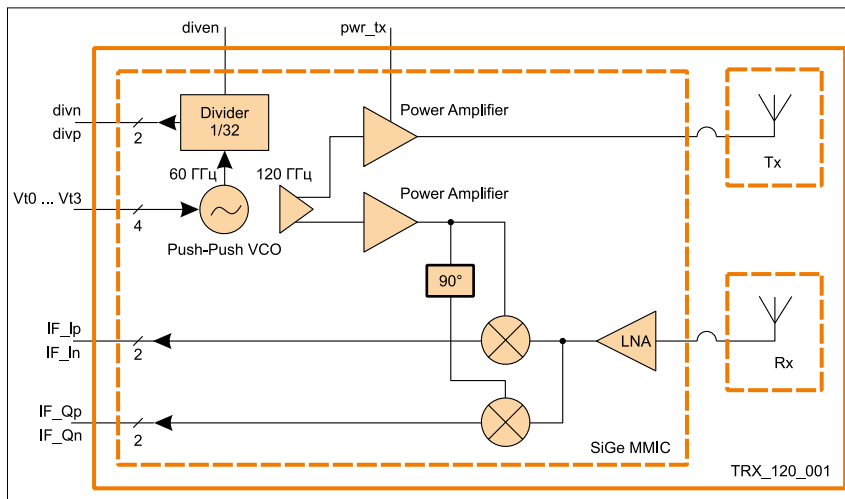 diven
pwr_tx
divn
divp
2
Divider
1/32
Power Amplifier
Tx
60 ГГц
120 ГГц
Vt0 ... Vt3
4
Push-Push VCO
Power Amplifier
90°
IF_Ip
IF_In
2
LNA
Rx
IF_Qp
IF_Qn
2
SiGe MMIC
TRX_120_001